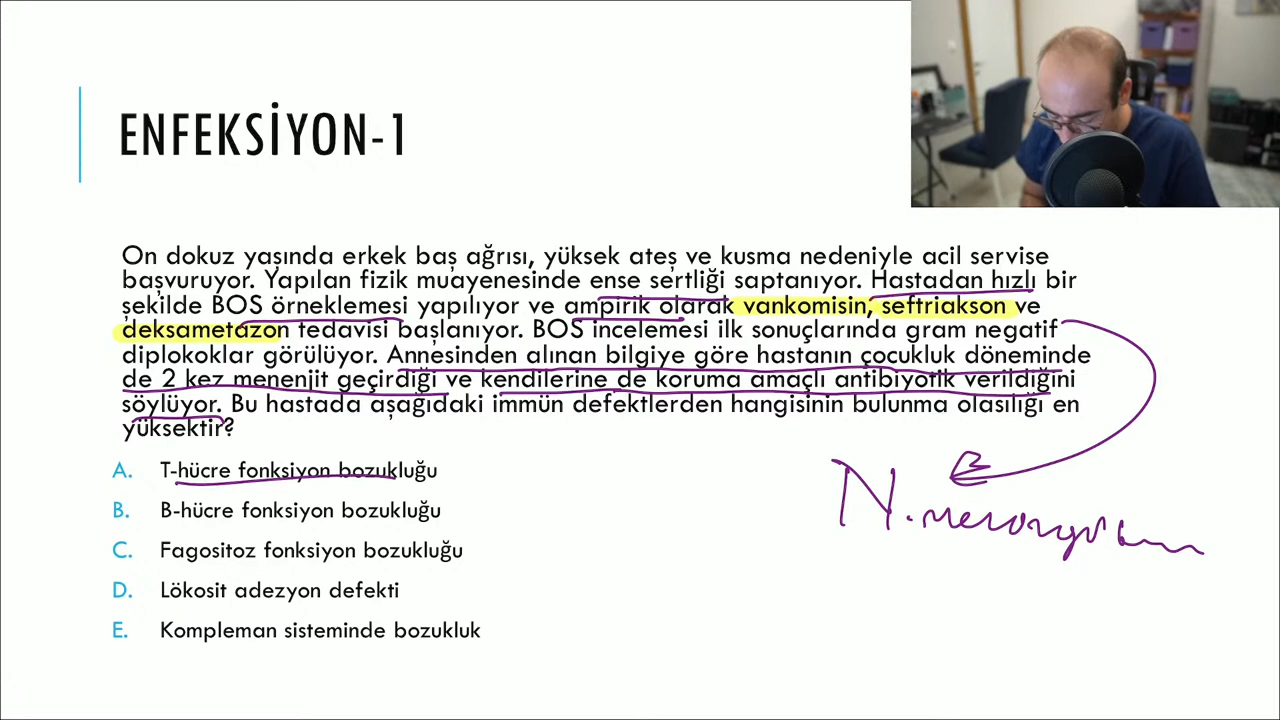 ENFEKSİYON-1
On dokuz yaşında erkek baş ağrısı, yüksek ateş ve kusma nedeniyle acil servise
başvuruyor. Yapılan fizik muayenesinde ense sertliği saptanıyor. Hastadan hızlı bir
şekilde BOS örneklemesi yapılıyor ve ampirik olarak vankomisin, seftriakson ve
deksametazon tedavisi başlanıyor. BOS incelemesi ilk sonuçlarında gram negatif
diplokoklar görülüyor. Annesinden alınan bilgiye göre hastanın çocukluk döneminde
de 2 kez menenjit geçirdiği ve kendilerine de koruma amaçlı antibiyotik verildiğini
söylüyor. Bu hastada aşağıdaki immün defektlerden hangisinin bulunma olasılığı en
yüksektir?
A. T-hücre fonksiyon bozukluğu
B. B-hücre fonksiyon bozukluğu
C. Fagositoz fonksiyon bozukluğu
D. Lökosit adezyon defekti
E. Kompleman sisteminde bozukluk
N.